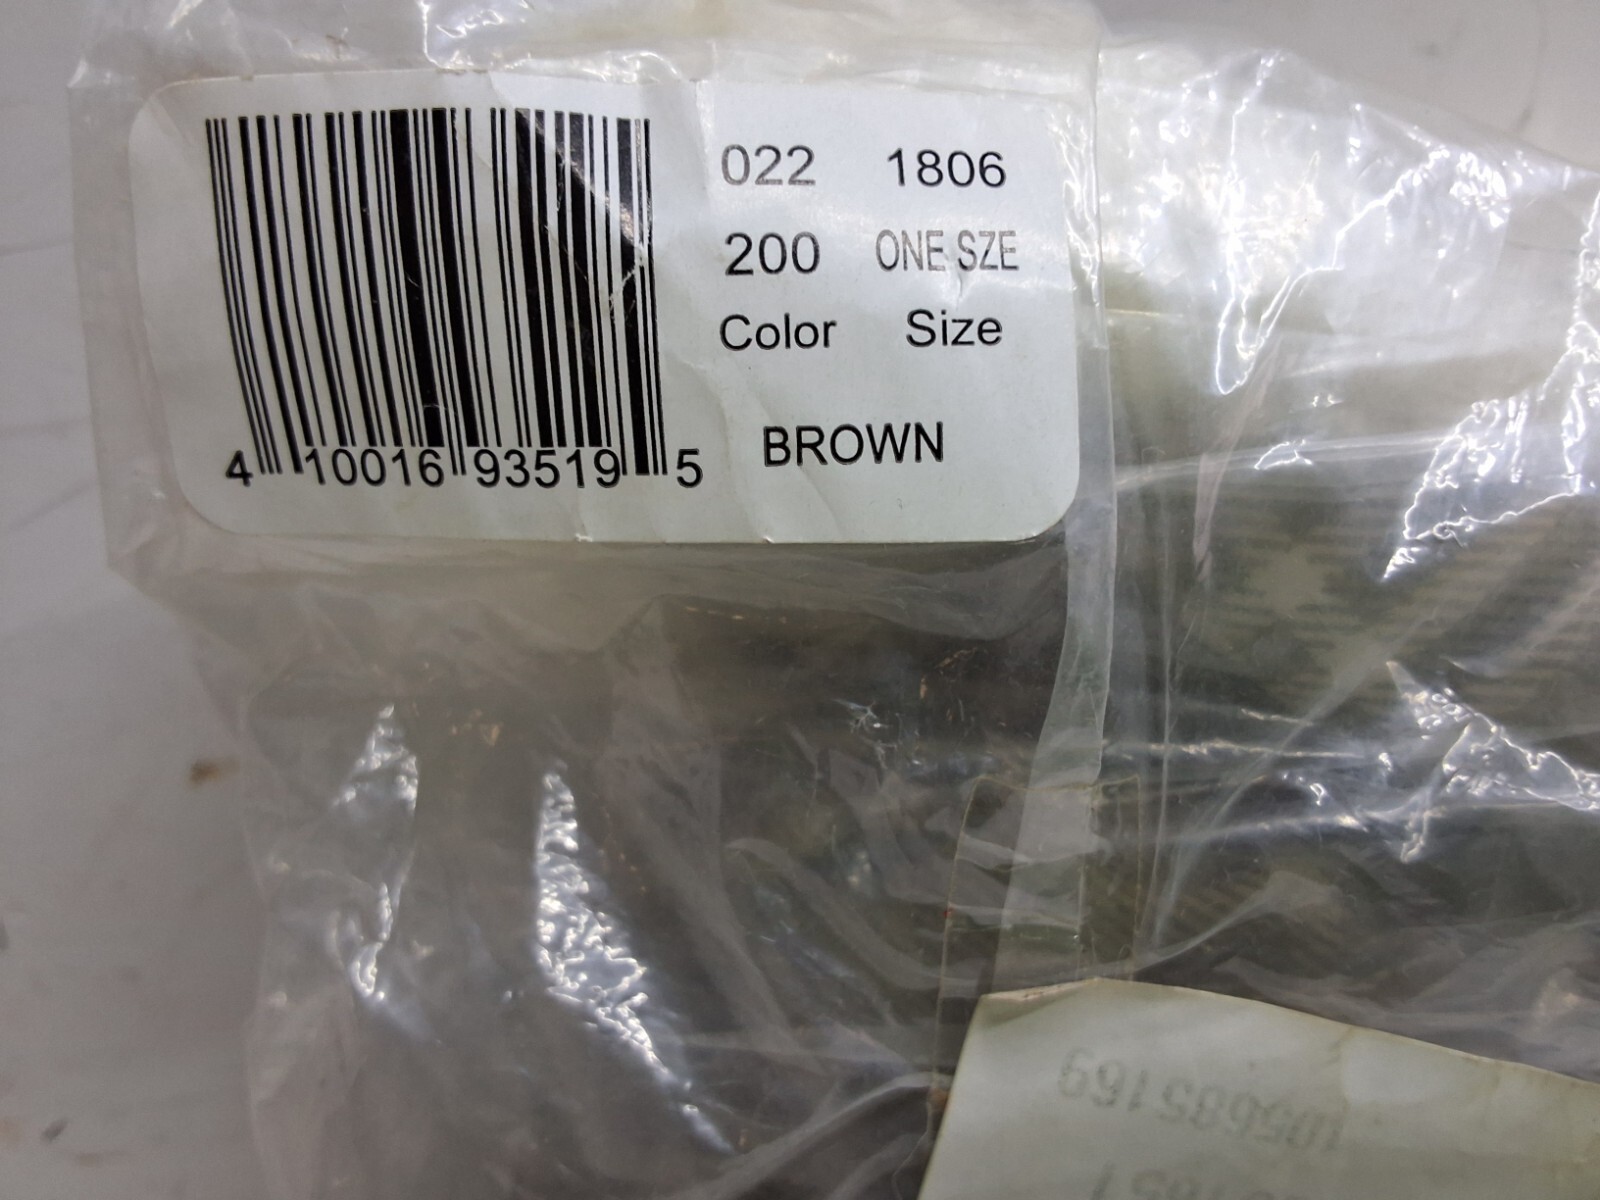 022 1806
200 ONE SZE
Color Size
BROWN
4 10016 93519 5